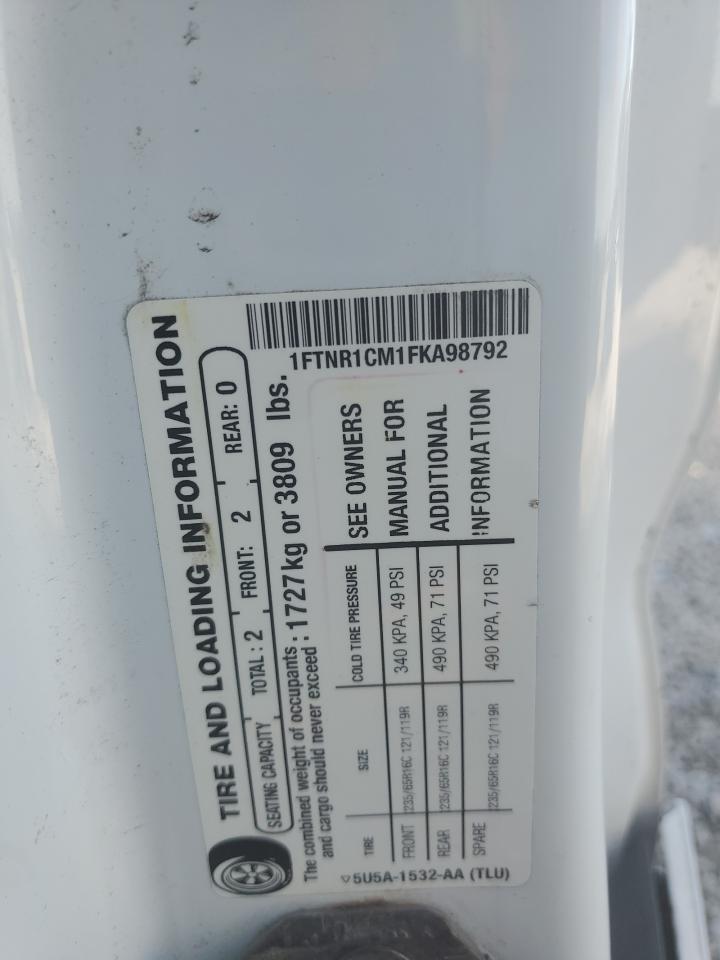 1FTNR1CM1FKA98792
TIRE AND LOADING INFORMATION
SEATING CAPACITY TOTAL : 2 FRONT: 2 REAR: 0
The combined weight of occupants
and cargo should never exceed : 1727kg or 3809 lbs.
TIRE SIZE COLD TIRE PRESSURE SEE OWNERS
FRONT 235/65R16C 121/119R 340 KPA, 49 PSI MANUAL FOR
REAR 235/65R16C 121/119R 490 KPA, 71 PSI ADDITIONAL
SPARE 235/65R16C 121/119R 490 KPA, 71 PSI INFORMATION
5U5A-1532-AA (TLU)